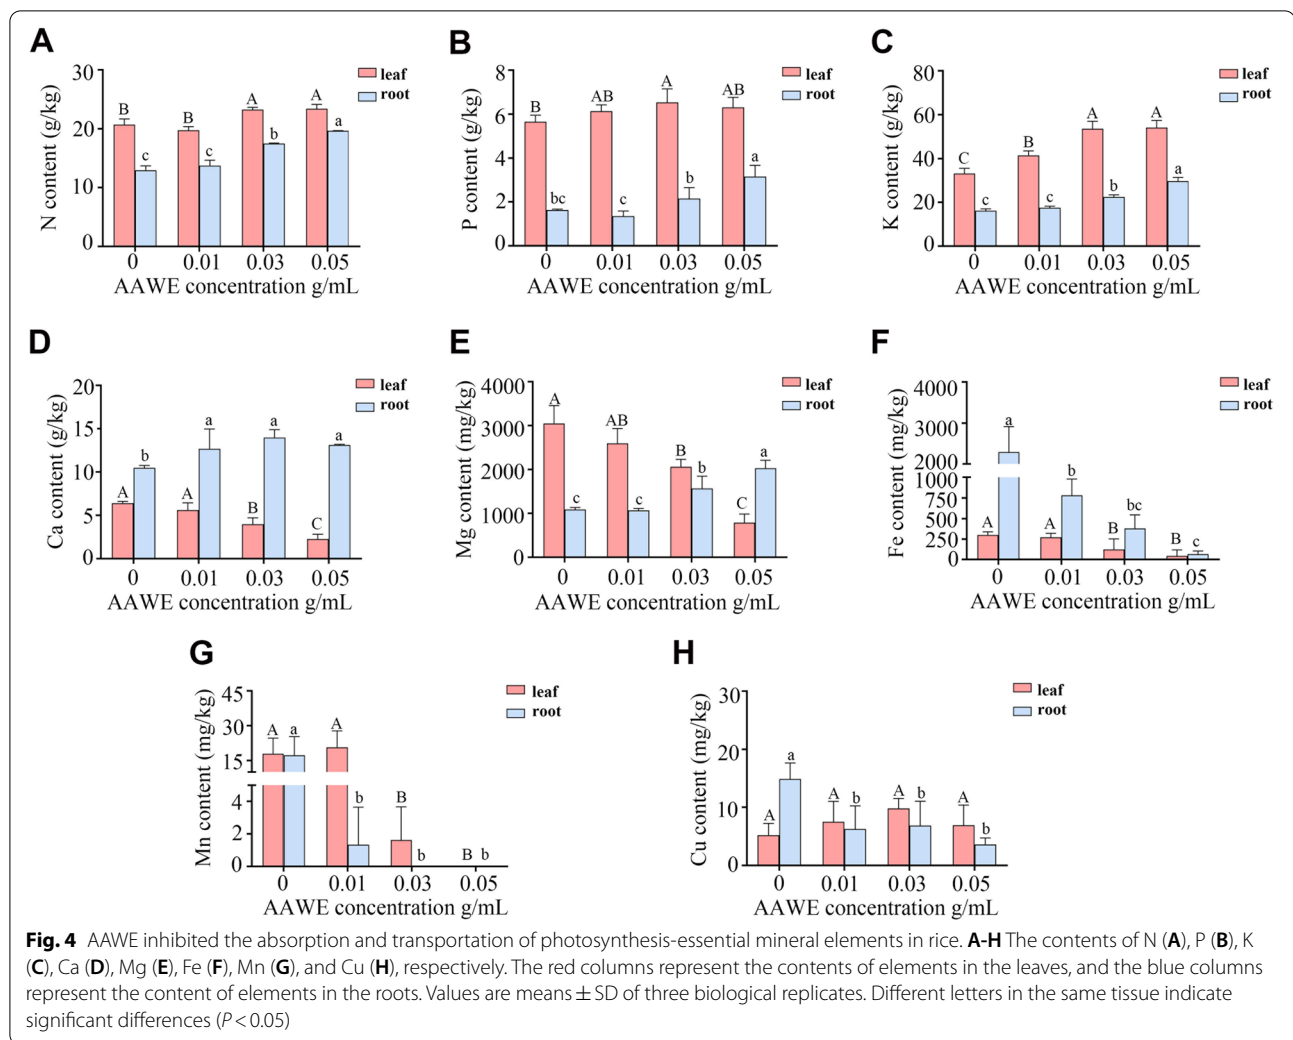 A
N content (g/kg)
30
20
10
0
B
c
B
c
A
b
A
a
leaf
root
0 0.01 0.03 0.05
AAWE concentration g/mL
B
P content (g/kg)
8
6
4
2
0
B
bc
AB
c
A
b
AB
a
leaf
root
0 0.01 0.03 0.05
AAWE concentration g/mL
C
K content (g/kg)
80
60
40
20
0
C
c
B
c
A
b
A
a
leaf
root
0 0.01 0.03 0.05
AAWE concentration g/mL
D
Ca content (g/kg)
20
15
10
5
0
A
b
A
a
B
a
C
a
leaf
root
0 0.01 0.03 0.05
AAWE concentration g/mL
E
Mg content (mg/kg)
4000
3000
2000
1000
0
A
c
AB
c
B
b
C
a
leaf
root
0 0.01 0.03 0.05
AAWE concentration g/mL
F
Fe content (mg/kg)
4000
3000
2000
1000
750
500
250
0
A
a
A
b
B
bc
B
c
leaf
root
0 0.01 0.03 0.05
AAWE concentration g/mL
G
Mn content (mg/kg)
45
30
15
4
2
0
A
a
A
b
B
b
B
b
leaf
root
0 0.01 0.03 0.05
AAWE concentration g/mL
H
Cu content (mg/kg)
30
20
10
0
A
a
A
b
A
b
A
b
leaf
root
0 0.01 0.03 0.05
AAWE concentration g/mL
Fig. 4 AAWE inhibited the absorption and transportation of photosynthesis-essential mineral elements in rice. A-H The contents of N (A), P (B), K
(C), Ca (D), Mg (E), Fe (F), Mn (G), and Cu (H), respectively. The red columns represent the contents of elements in the leaves, and the blue columns
represent the content of elements in the roots. Values are means ± SD of three biological replicates. Different letters in the same tissue indicate
significant differences (P < 0.05)